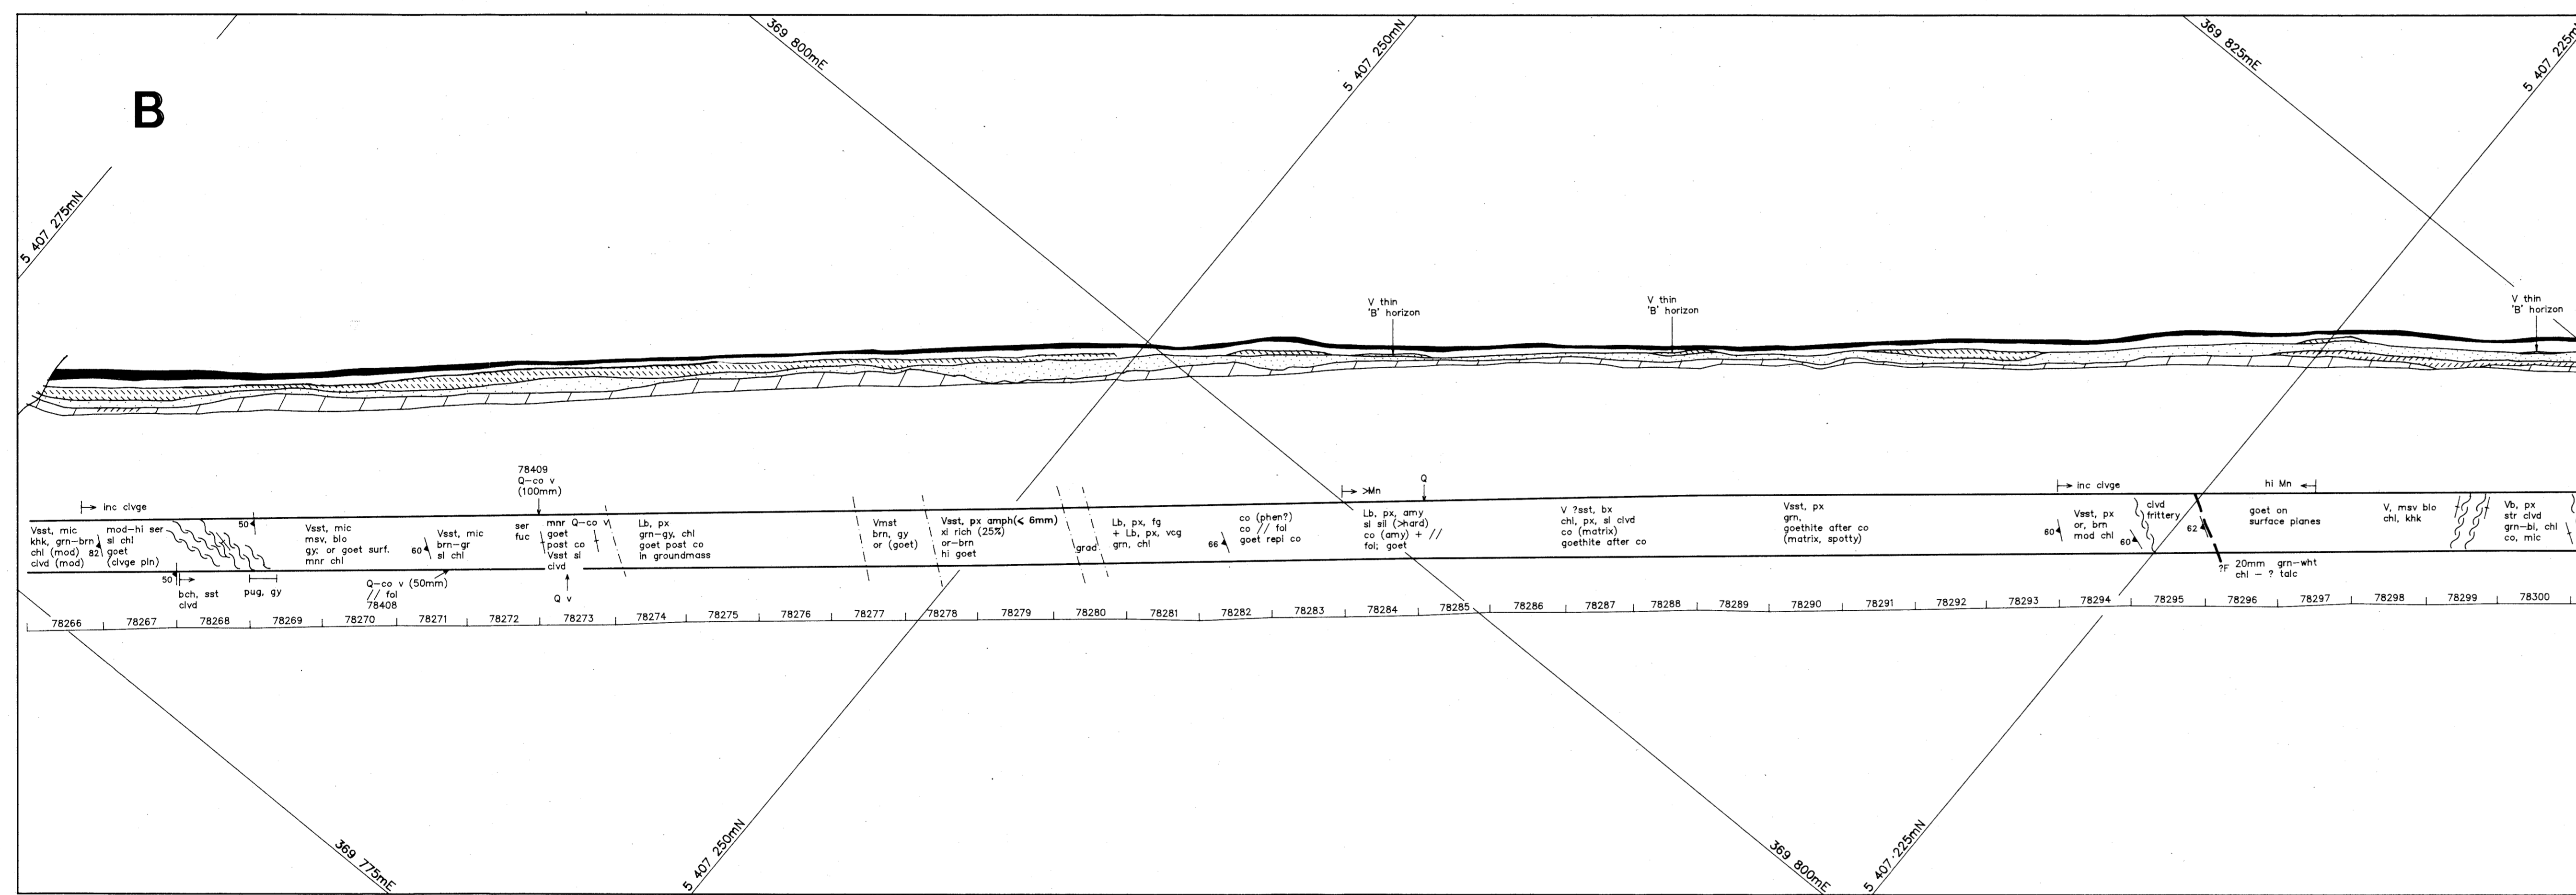 B
369 800mE
5 407 250mN
369 825mE
5 407 225m
5 407 275mN
V thin
'B' horizon
V thin
'B' horizon
V thin
'B' horizon
78409
Q-co v
(100mm)
inc clvge
>Mn
Q
inc clvge
hi Mn
Vsst, mic
khk, grn-brn
chl (mod)
clvd (mod)
82
mod-hi ser
sl chl
goet
(clvge pln)
50
Vsst, mic
msv, blo
gy; or goet surf.
mnr chl
60
Vsst, mic
brn-gr
sl chl
ser
fuc
mnr Q-co v
goet
post co
Vsst sl
clvd
Lb, px
grn-gy, chl
goet post co
in groundmass
Vmst
brn, gy
or (goet)
Vsst, px amph(< 6mm)
xl rich (25%)
or-brn
hi goet
grad
Lb, px, fg
+ Lb, px, vcg
grn, chl
66
co (phen?)
co // fol
goet repl co
Lb, px, amy
sl sil (>hard)
co (amy) + //
fol; goet
V ?sst, bx
chl, px, sl clvd
co (matrix)
goethite after co
Vsst, px
grn,
goethite after co
(matrix, spotty)
60
Vsst, px
or, brn
mod chl
60
clvd
frittery
62
goet on
surface planes
V, msv blo
chl, khk
Vb, px
str clvd
grn-bl, chl
co, mic
50
bch, sst
clvd
pug, gy
Q-co v (50mm)
// fol
78408
Q v
?F
20mm grn-wht
chl - ? talc
78266 78267 78268 78269 78270 78271 78272 78273 78274 78275 78276 78277 78278 78279 78280 78281 78282 78283 78284 78285 78286 78287 78288 78289 78290 78291 78292 78293 78294 78295 78296 78297 78298 78299 78300
369 775mE
5 407 250mN
369 800mE
5 407 225mN